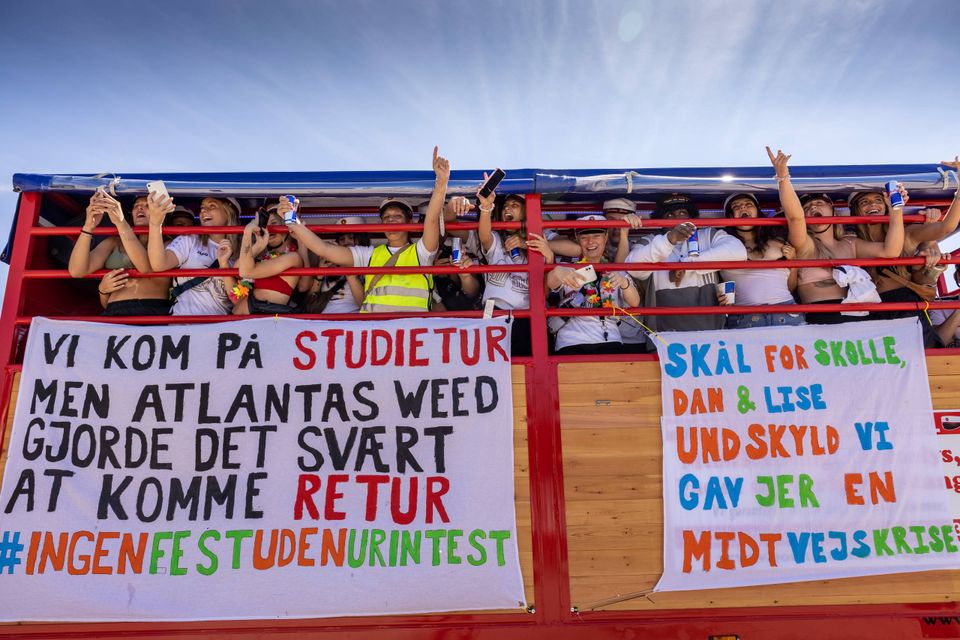 VI KOM PÅ STUDIETUR
MEN ATLANTAS WEED
GJORDE DET SVÆRT
AT KOMME RETUR
#INGENFESTUDENURINTEST
SKÅL FOR SKOLLE,
DAN & LISE
UNDSKYLD VI
GAV JER EN
MIDTVEJSKRISE